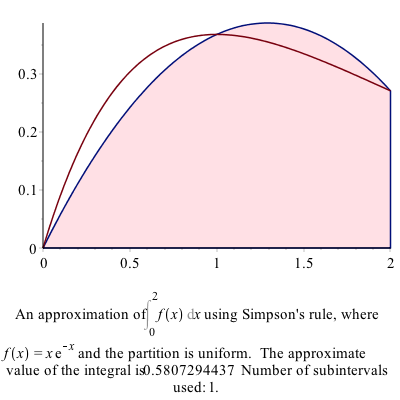 0.3
0.2
0.1
0
0 0.5 1 1.5 2
An approximation of ∫₀² f(x) dx using Simpson's rule, where
f(x) = x e^-x and the partition is uniform. The approximate
value of the integral is 0.5807294437 Number of subintervals
used: 1.